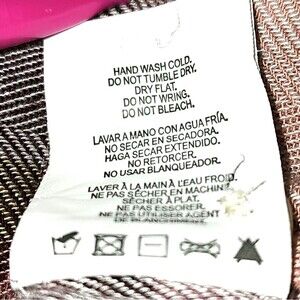 HAND WASH COLD.
DO NOT TUMBLE DRY.
DRY FLAT.
DO NOT WRING.
DO NOT BLEACH.
LAVAR A MANO CON AGUA FRÍA.
NO SECAR EN SECADORA.
HAGA SECAR EXTENDIDO.
NO RETORCER.
NO USAR BLANQUEADOR.
LAVER À LA MAIN À L'EAU FROID.
NE PAS SÉCHER EN MACHIN
SÉCHER À PLAT.
NE PAS ESSORER.
NE PAS UTILISER AGENT
DE BLANCHIMENT.